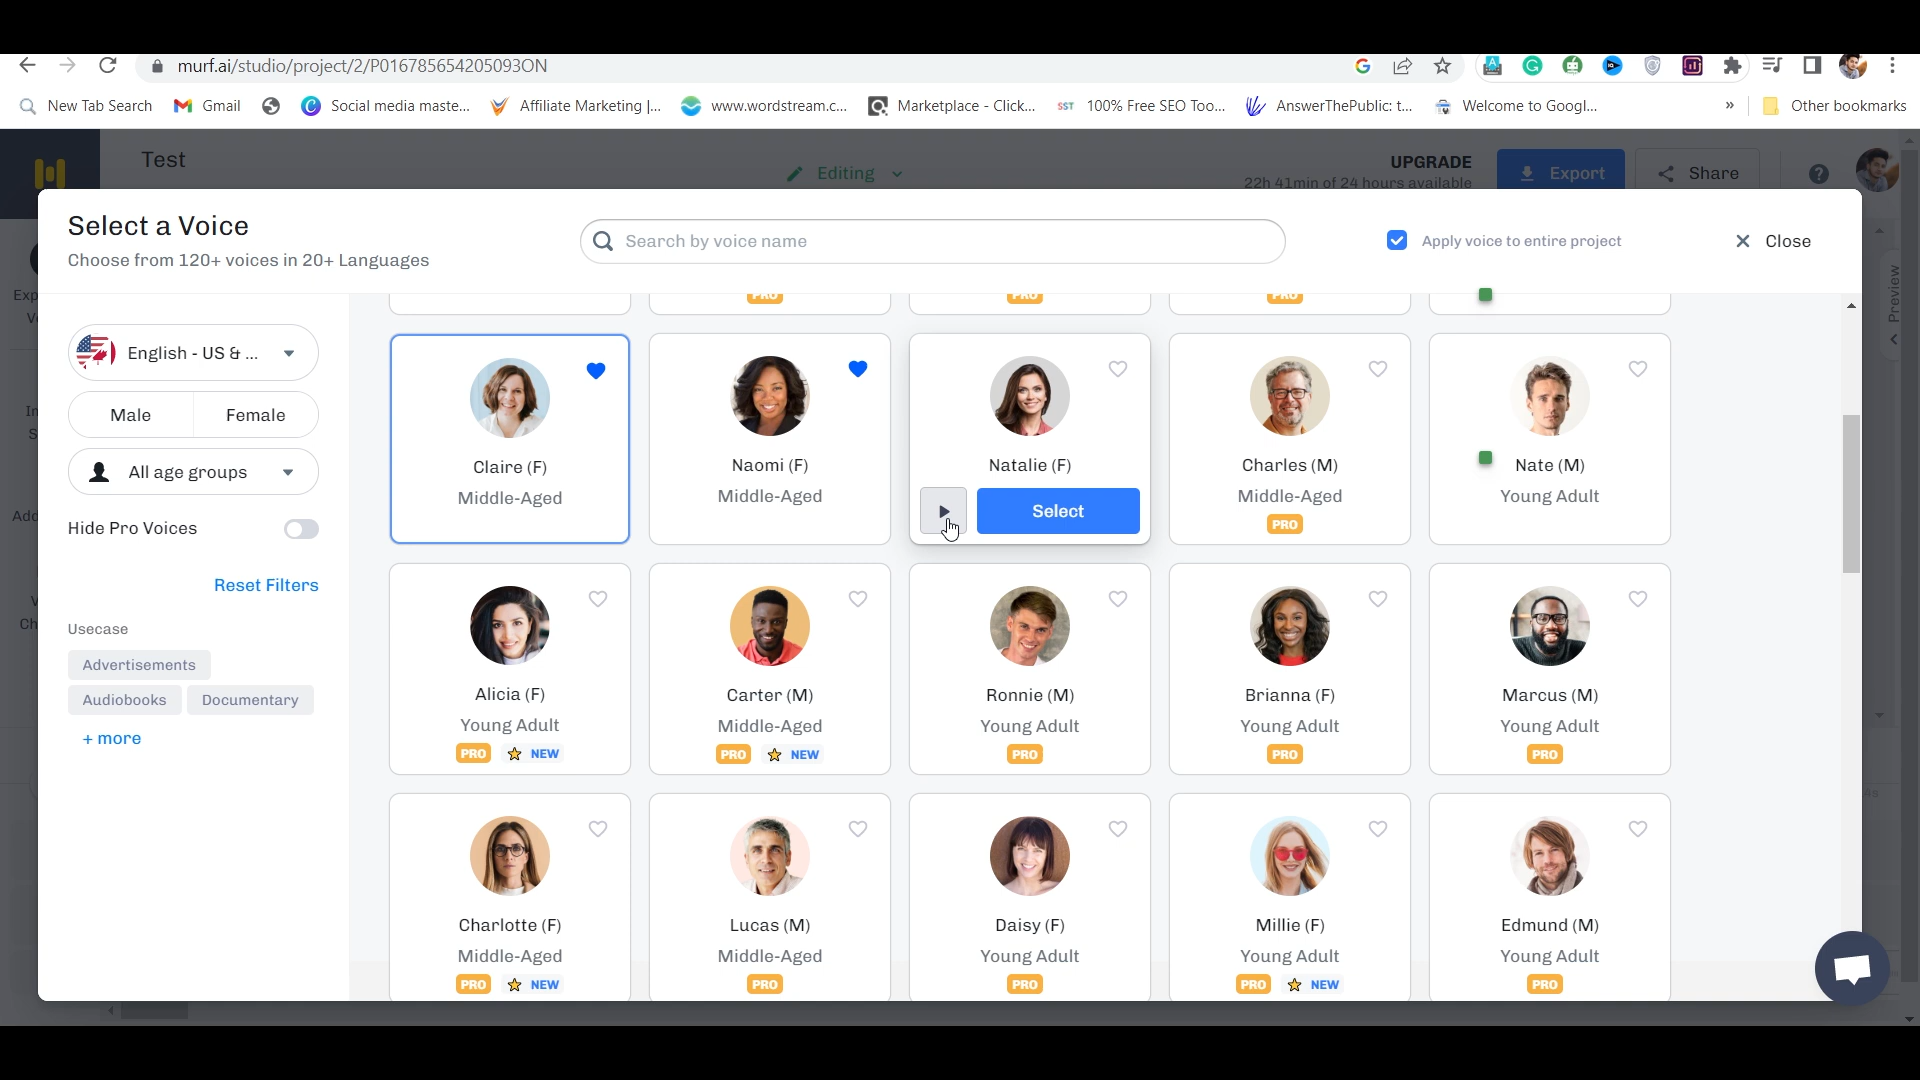 murf.ai/studio/project/2/P016785654205093ON
New Tab Search
Gmail
Social media maste...
Affiliate Marketing |...
www.wordstream.c...
Marketplace - Click...
SST 100% Free SEO Too...
AnswerThePublic: t...
Welcome to Googl...
»
Other bookmarks
Test
Editing
UPGRADE
22h 41min of 24 hours available
Export
Share
Select a Voice
Choose from 120+ voices in 20+ Languages
Search by voice name
Apply voice to entire project
Close
Preview
English - US & ...
Male
Female
All age groups
Hide Pro Voices
Reset Filters
Usecase
Advertisements
Audiobooks
Documentary
+ more
PRO
PRO
PRO
Claire (F)
Middle-Aged
Naomi (F)
Middle-Aged
Natalie (F)
Select
Charles (M)
Middle-Aged
PRO
Nate (M)
Young Adult
Alicia (F)
Young Adult
PRO NEW
Carter (M)
Middle-Aged
PRO NEW
Ronnie (M)
Young Adult
PRO
Brianna (F)
Young Adult
PRO
Marcus (M)
Young Adult
PRO
Charlotte (F)
Middle-Aged
PRO NEW
Lucas (M)
Middle-Aged
PRO
Daisy (F)
Young Adult
PRO
Millie (F)
Young Adult
PRO NEW
Edmund (M)
Young Adult
PRO